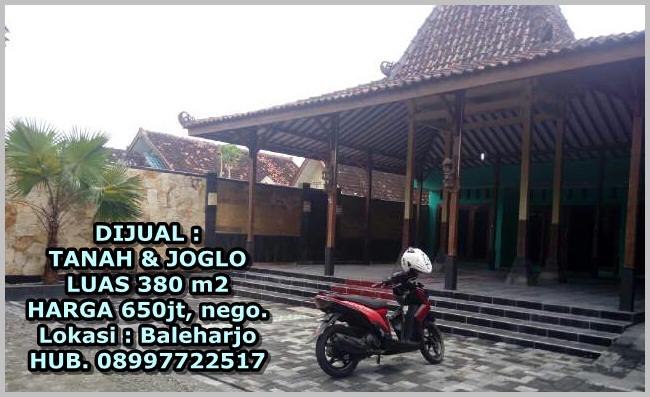 DIJUAL :
TANAH & JOGLO
LUAS 380 m2
HARGA 650jt, nego.
Lokasi : Baleharjo
HUB. 08997722517